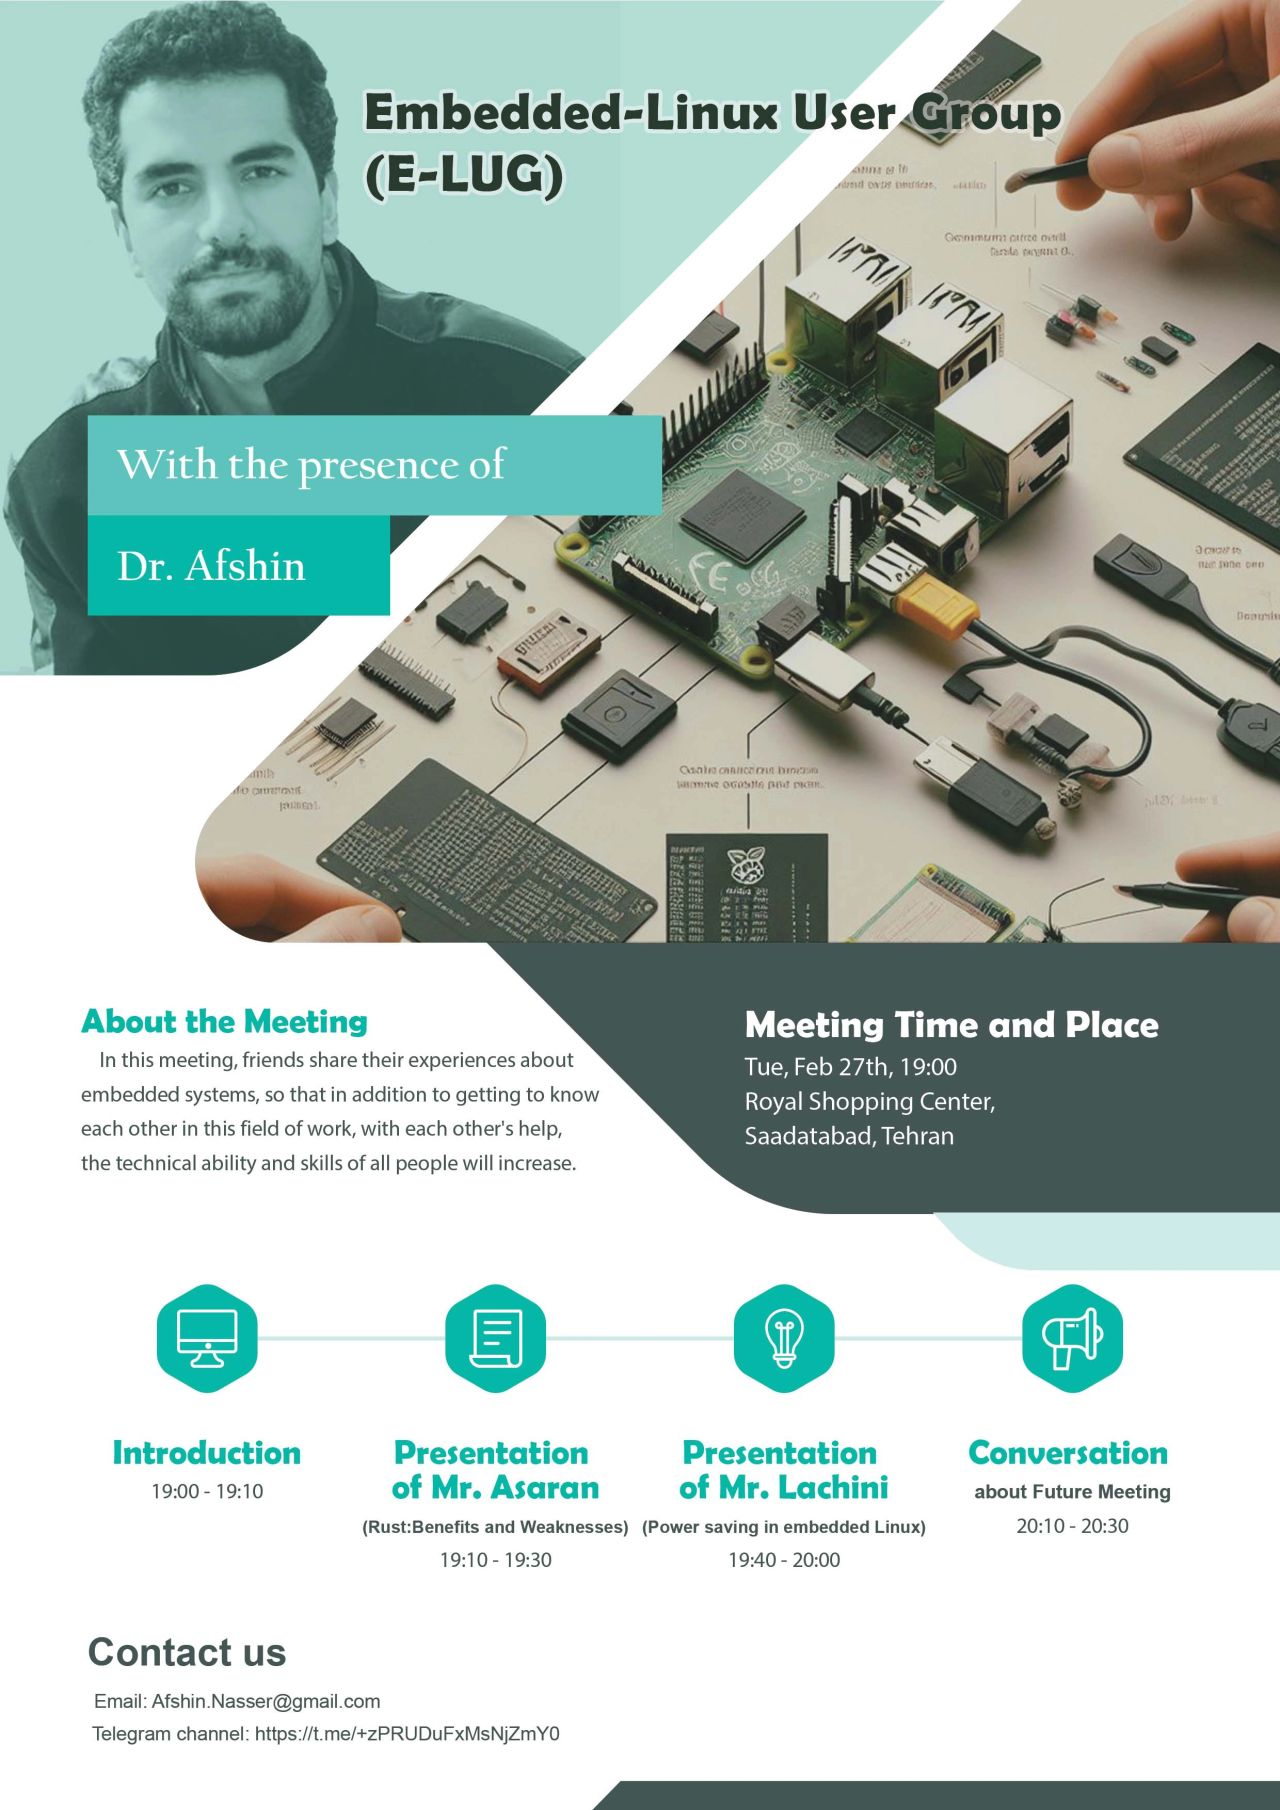 Embedded-Linux User Group
(E-LUG)
With the presence of
Dr. Afshin
About the Meeting
In this meeting, friends share their experiences about
embedded systems, so that in addition to getting to know
each other in this field of work, with each other's help,
the technical ability and skills of all people will increase.
Meeting Time and Place
Tue, Feb 27th, 19:00
Royal Shopping Center,
Saadatabad, Tehran
Introduction
19:00 - 19:10
Presentation
of Mr. Asaran
(Rust:Benefits and Weaknesses)
19:10 - 19:30
Presentation
of Mr. Lachini
(Power saving in embedded Linux)
19:40 - 20:00
Conversation
about Future Meeting
20:10 - 20:30
Contact us
Email: Afshin.Nasser@gmail.com
Telegram channel: https://t.me/+zPRUDuFxMsNjZmY0